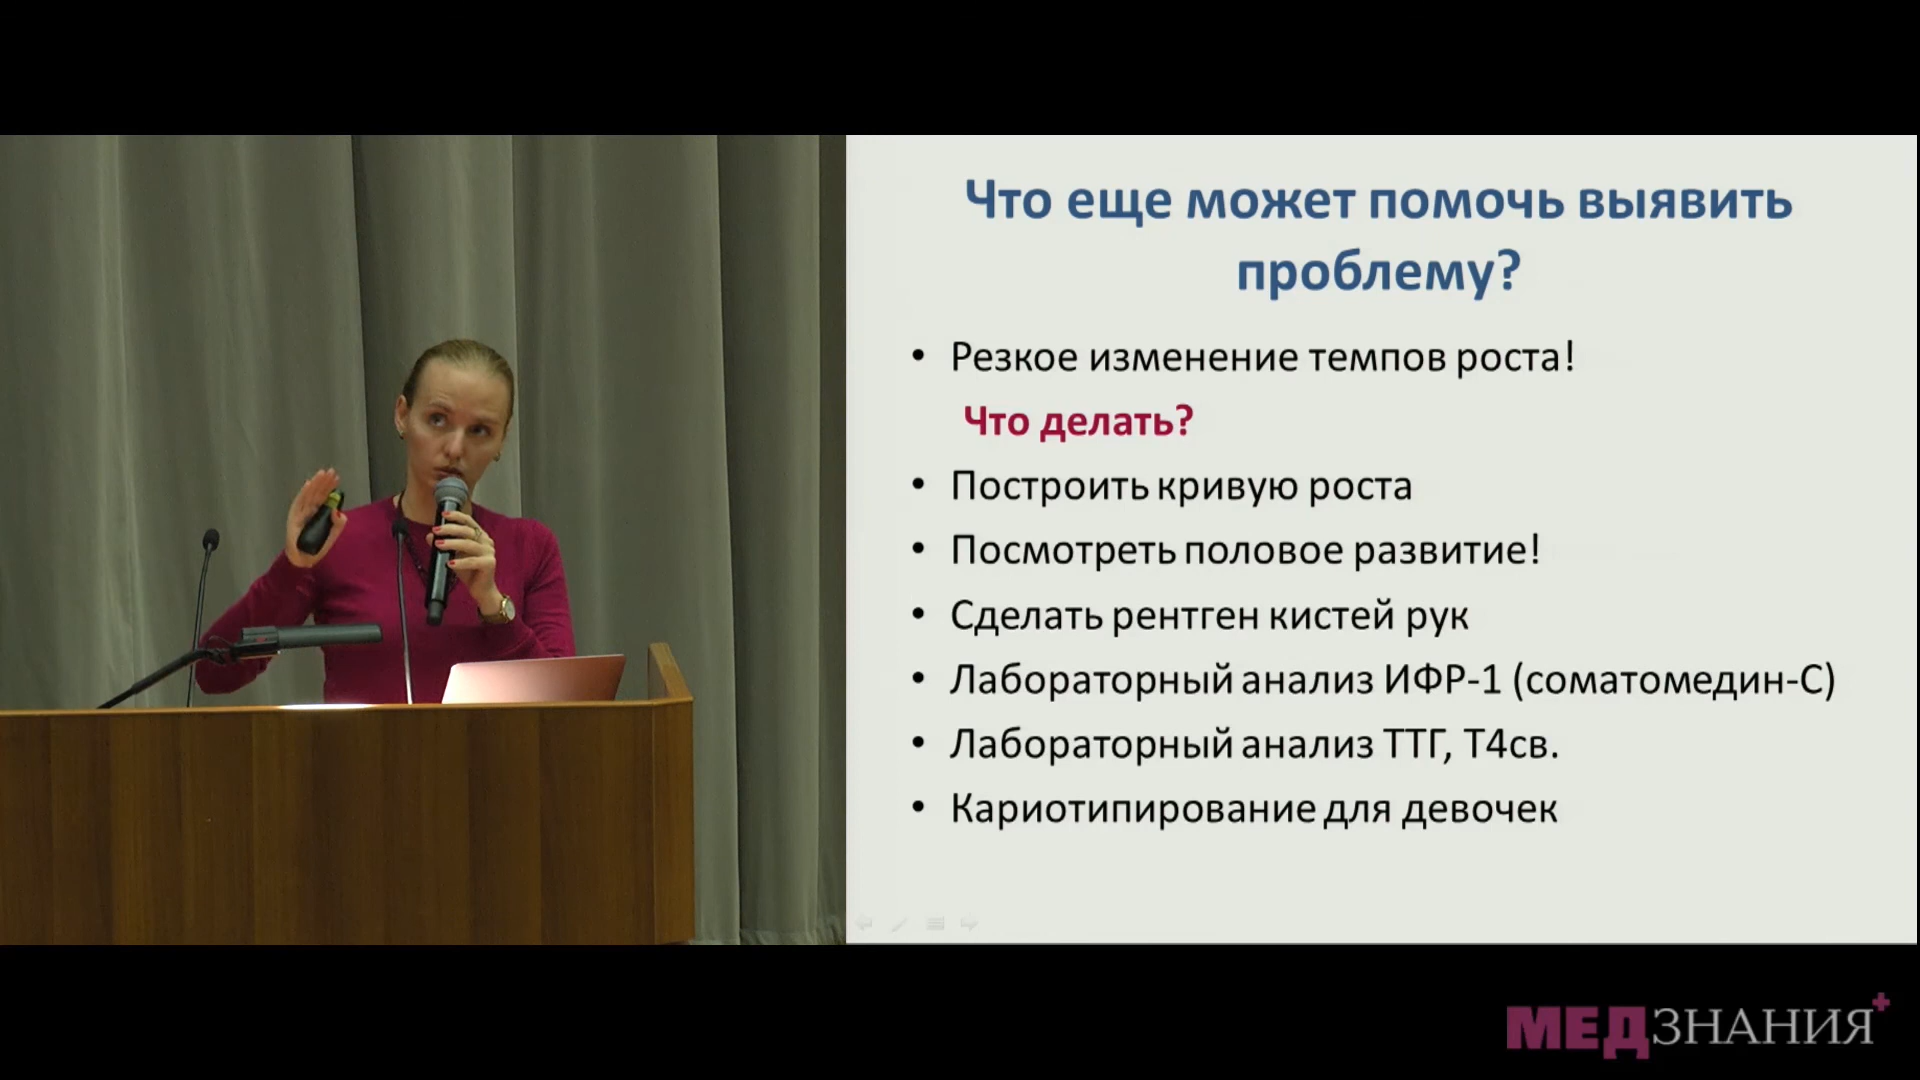 Что еще может помочь выявить
проблему?
• Резкое изменение темпов роста!
Что делать?
• Построить кривую роста
• Посмотреть половое развитие!
• Сделать рентген кистей рук
• Лабораторный анализ ИФР-1 (соматомедин-С)
• Лабораторный анализ ТТГ, Т4св.
• Кариотипирование для девочек
МЕДЗНАНИЯ+